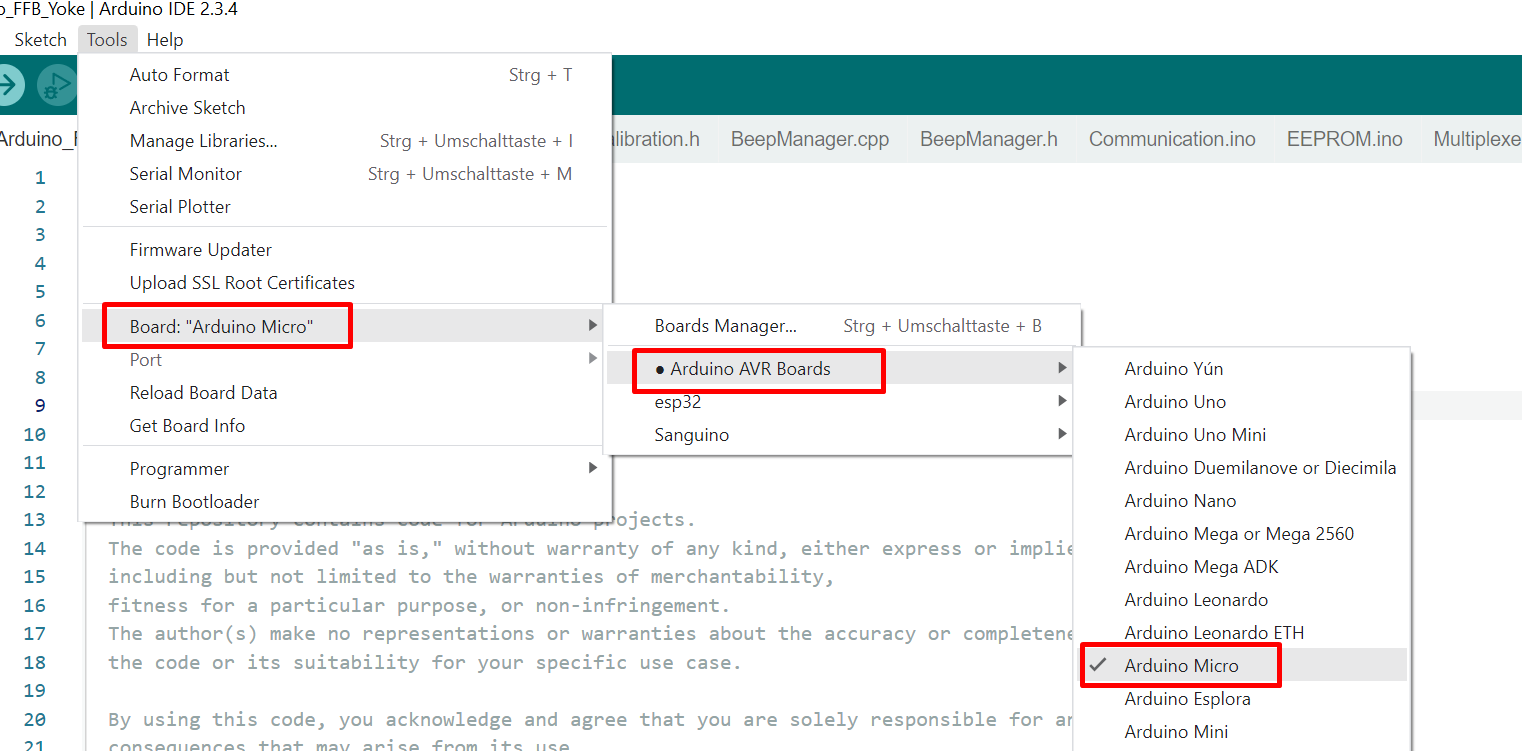 o_FFB_Yoke | Arduino IDE 2.3.4
Sketch Tools Help
Auto Format Strg + T
Archive Sketch
Manage Libraries... Strg + Umschalttaste + I
Serial Monitor Strg + Umschalttaste + M
Serial Plotter
Firmware Updater
Upload SSL Root Certificates
Board: "Arduino Micro"
Port
Reload Board Data
Get Board Info
Programmer
Burn Bootloader
Boards Manager... Strg + Umschalttaste + B
● Arduino AVR Boards
esp32
Sanguino
Arduino Yún
Arduino Uno
Arduino Uno Mini
Arduino Duemilanove or Diecimila
Arduino Nano
Arduino Mega or Mega 2560
Arduino Mega ADK
Arduino Leonardo
Arduino Leonardo ETH
✓ Arduino Micro
Arduino Esplora
Arduino Mini
Arduino_F alibration.h BeepManager.cpp BeepManager.h Communication.ino EEPROM.ino Multiplexe
1
2
3
4
5
6
7
8
9
10
11
12
13 This repository contains code for Arduino projects.
14 The code is provided "as is," without warranty of any kind, either express or implie
15 including but not limited to the warranties of merchantability,
16 fitness for a particular purpose, or non-infringement.
17 The author(s) make no representations or warranties about the accuracy or completene
18 the code or its suitability for your specific use case.
19
20 By using this code, you acknowledge and agree that you are solely responsible for an
21 consequences that may arise from its use